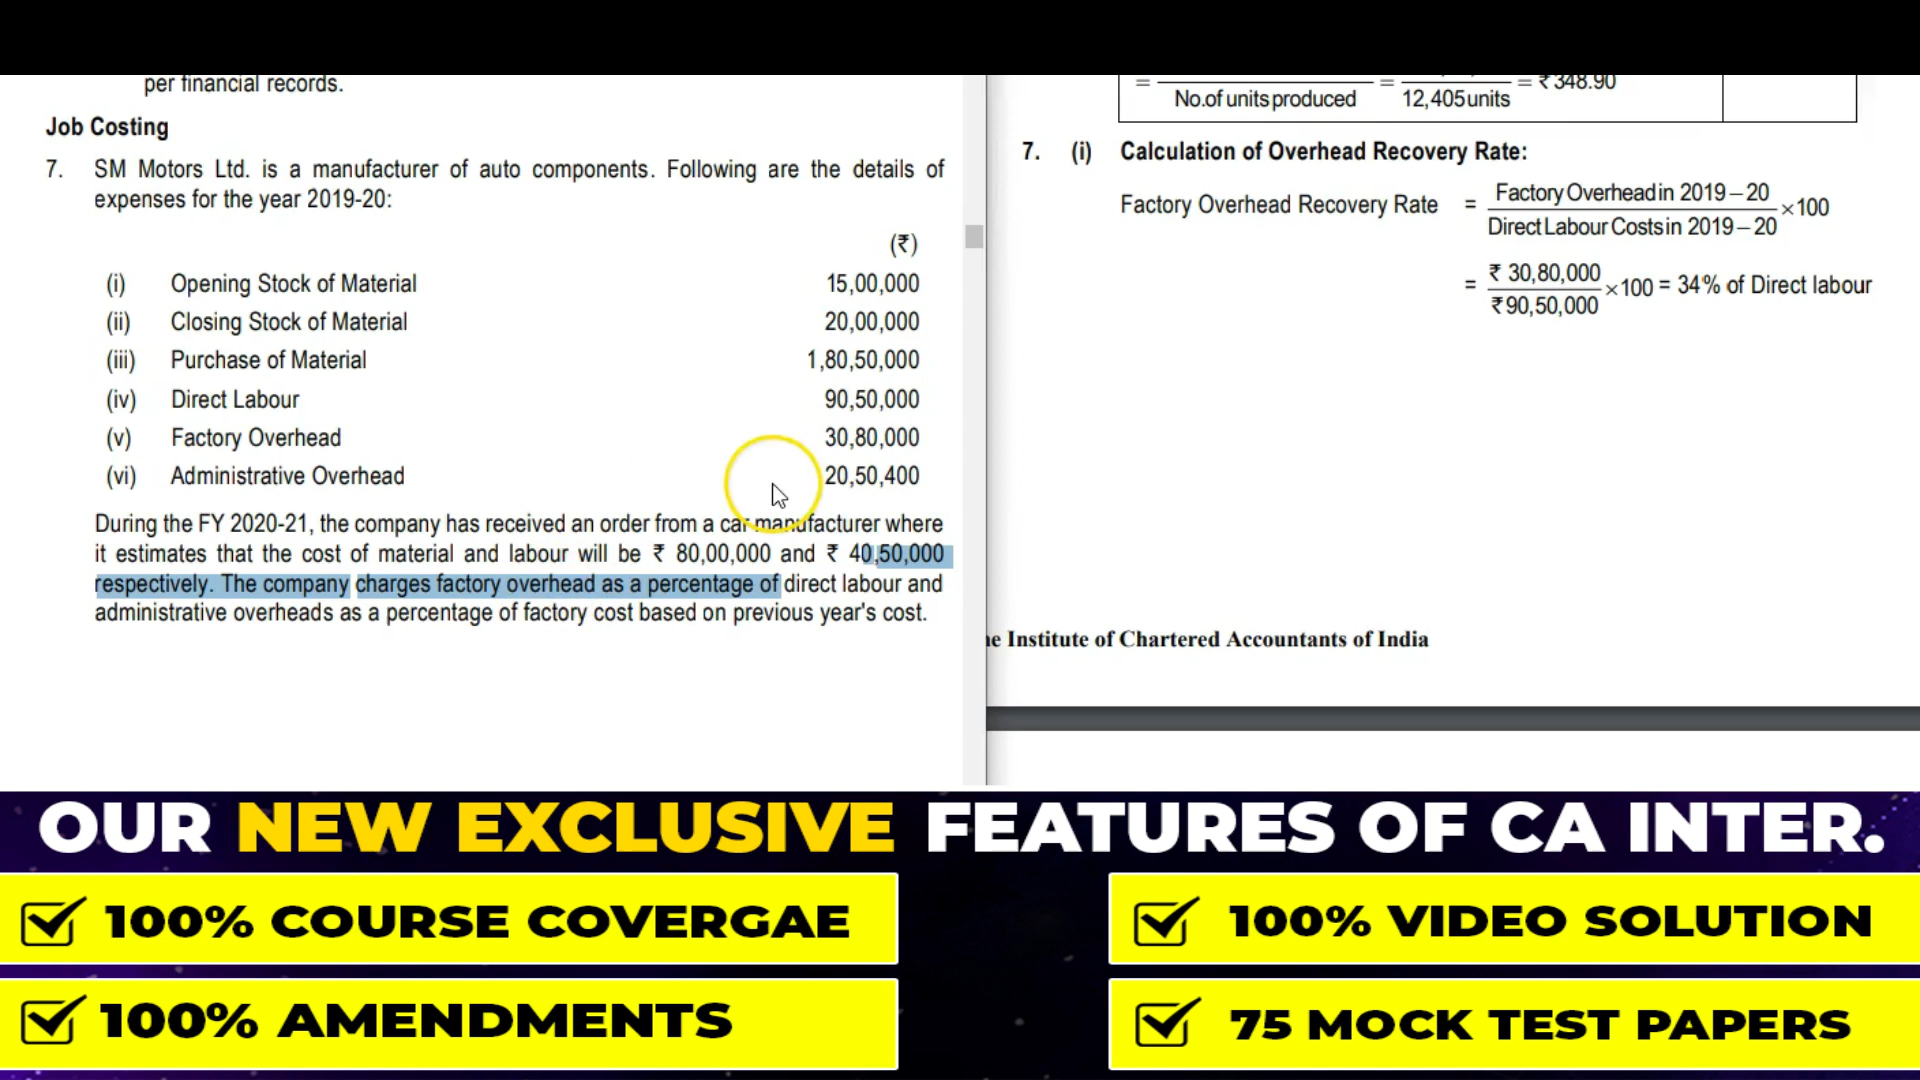 per financial records.
Job Costing
7. SM Motors Ltd. is a manufacturer of auto components. Following are the details of
expenses for the year 2019-20:
(₹)
(i) Opening Stock of Material 15,00,000
(ii) Closing Stock of Material 20,00,000
(iii) Purchase of Material 1,80,50,000
(iv) Direct Labour 90,50,000
(v) Factory Overhead 30,80,000
(vi) Administrative Overhead 20,50,400
During the FY 2020-21, the company has received an order from a car manufacturer where
it estimates that the cost of material and labour will be ₹ 80,00,000 and ₹ 40,50,000
respectively. The company charges factory overhead as a percentage of direct labour and
administrative overheads as a percentage of factory cost based on previous year's cost.
= No.of units produced = 12,405 units = ₹ 348.90
7. (i) Calculation of Overhead Recovery Rate:
Factory Overhead in 2019 – 20
Factory Overhead Recovery Rate = ×100
Direct Labour Costs in 2019 – 20
₹ 30,80,000
= ×100 = 34% of Direct labour
₹ 90,50,000
Institute of Chartered Accountants of India
OUR NEW EXCLUSIVE FEATURES OF CA INTER.
100% COURSE COVERGAE
100% VIDEO SOLUTION
100% AMENDMENTS
75 MOCK TEST PAPERS